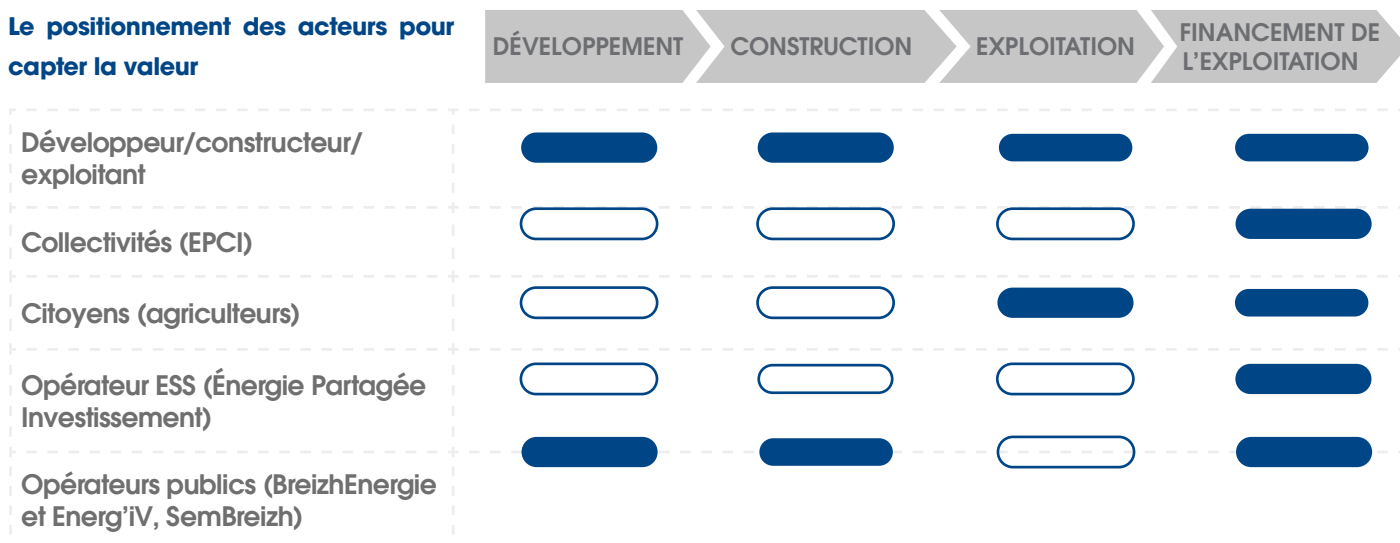 Le positionnement des acteurs pour
capter la valeur
DÉVELOPPEMENT
CONSTRUCTION
EXPLOITATION
FINANCEMENT DE
L'EXPLOITATION
Développeur/constructeur/
exploitant
Collectivités (EPCI)
Citoyens (agriculteurs)
Opérateur ESS (Énergie Partagée
Investissement)
Opérateurs publics (BreizhEnergie
et Energ'iV, SemBreizh)